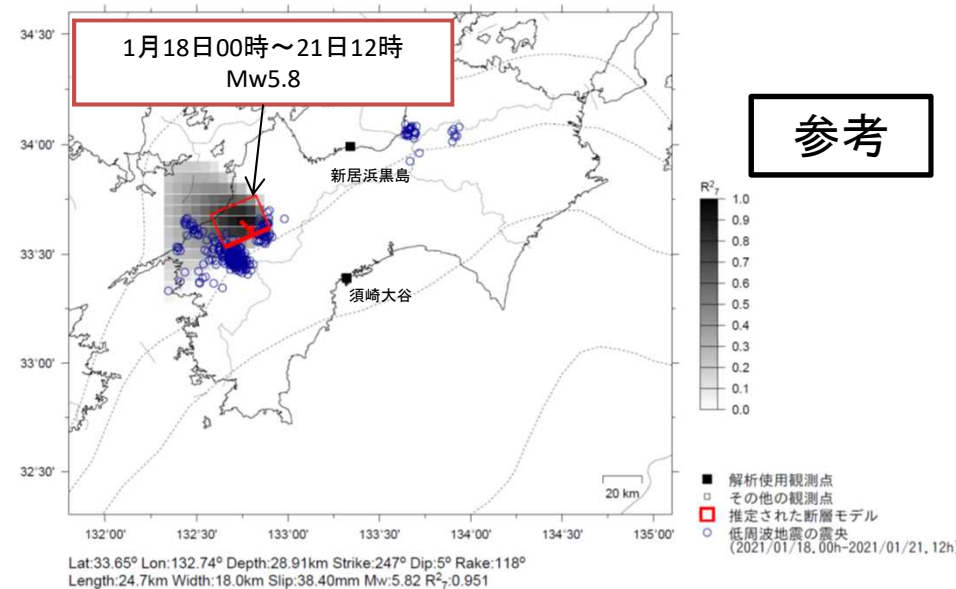 1月18日00時～21日12時
Mw5.8
参考
34°30'
34°00'
33°30'
33°00'
32°30'
新居浜黒島
須崎大谷
20 km
132°00'
132°30'
133°00'
133°30'
134°00'
134°30'
135°00'
R²₇
1.0
0.9
0.8
0.7
0.6
0.5
0.4
0.3
0.2
0.1
0.0
解析使用観測点
その他の観測点
推定された断層モデル
低周波地震の震央
(2021/01/18,00h-2021/01/21,12h)
Lat:33.65° Lon:132.74° Depth:28.91km Strike:247° Dip:5° Rake:118°
Length:24.7km Width:18.0km Slip:38.40mm Mw:5.82 R²₇:0.951